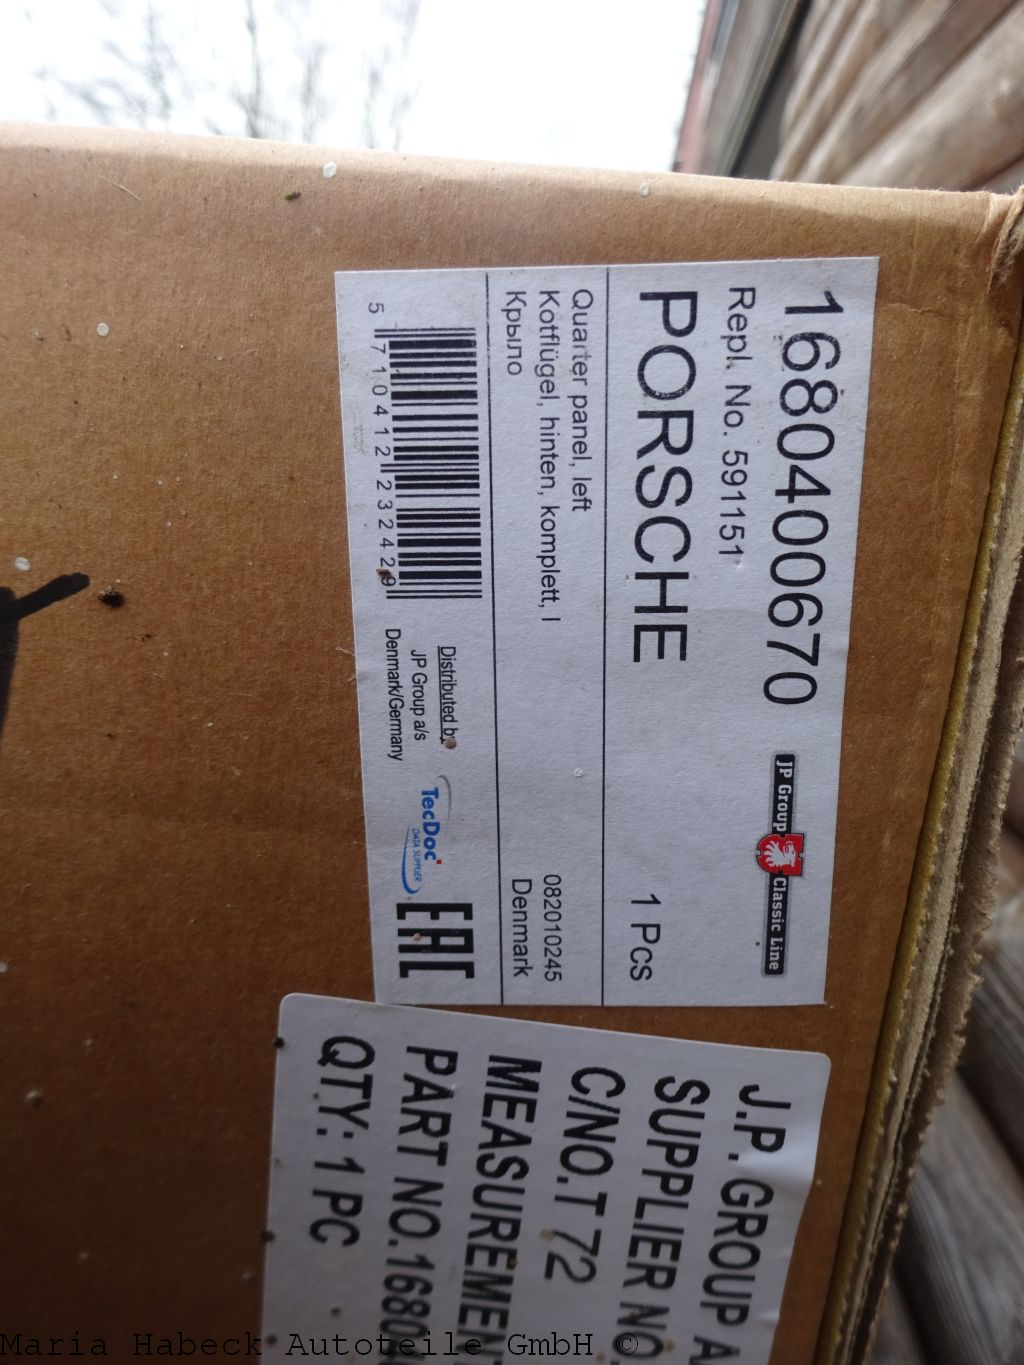 1680400670
Repl. No. 591151
PORSCHE
1 Pcs
Quarter panel, left
Kotflügel, hinten, komplett, l
Крыло
082010245
Denmark
5 710412 232429
Distributed by
JP Group a/s
Denmark/Germany
TecDoc
DATA SUPPLIER
EAC
JP Group Classic Line
J.P. GROUP
SUPPLIER NO.
C/NO.T 72
MEASUREMEN
PART NO.1680
QTY: 1 PC
Maria Habeck Autoteile GmbH ©